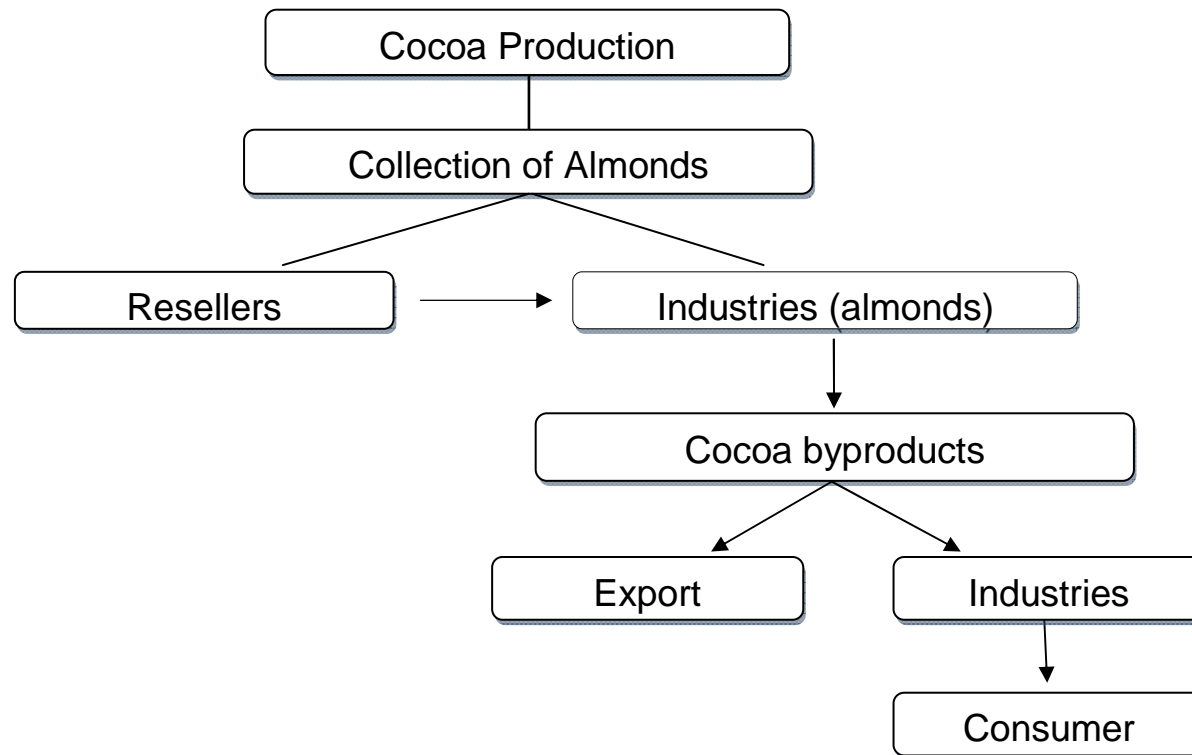 Cocoa Production
Collection of Almonds
Resellers
Industries (almonds)
Cocoa byproducts
Export
Industries
Consumer